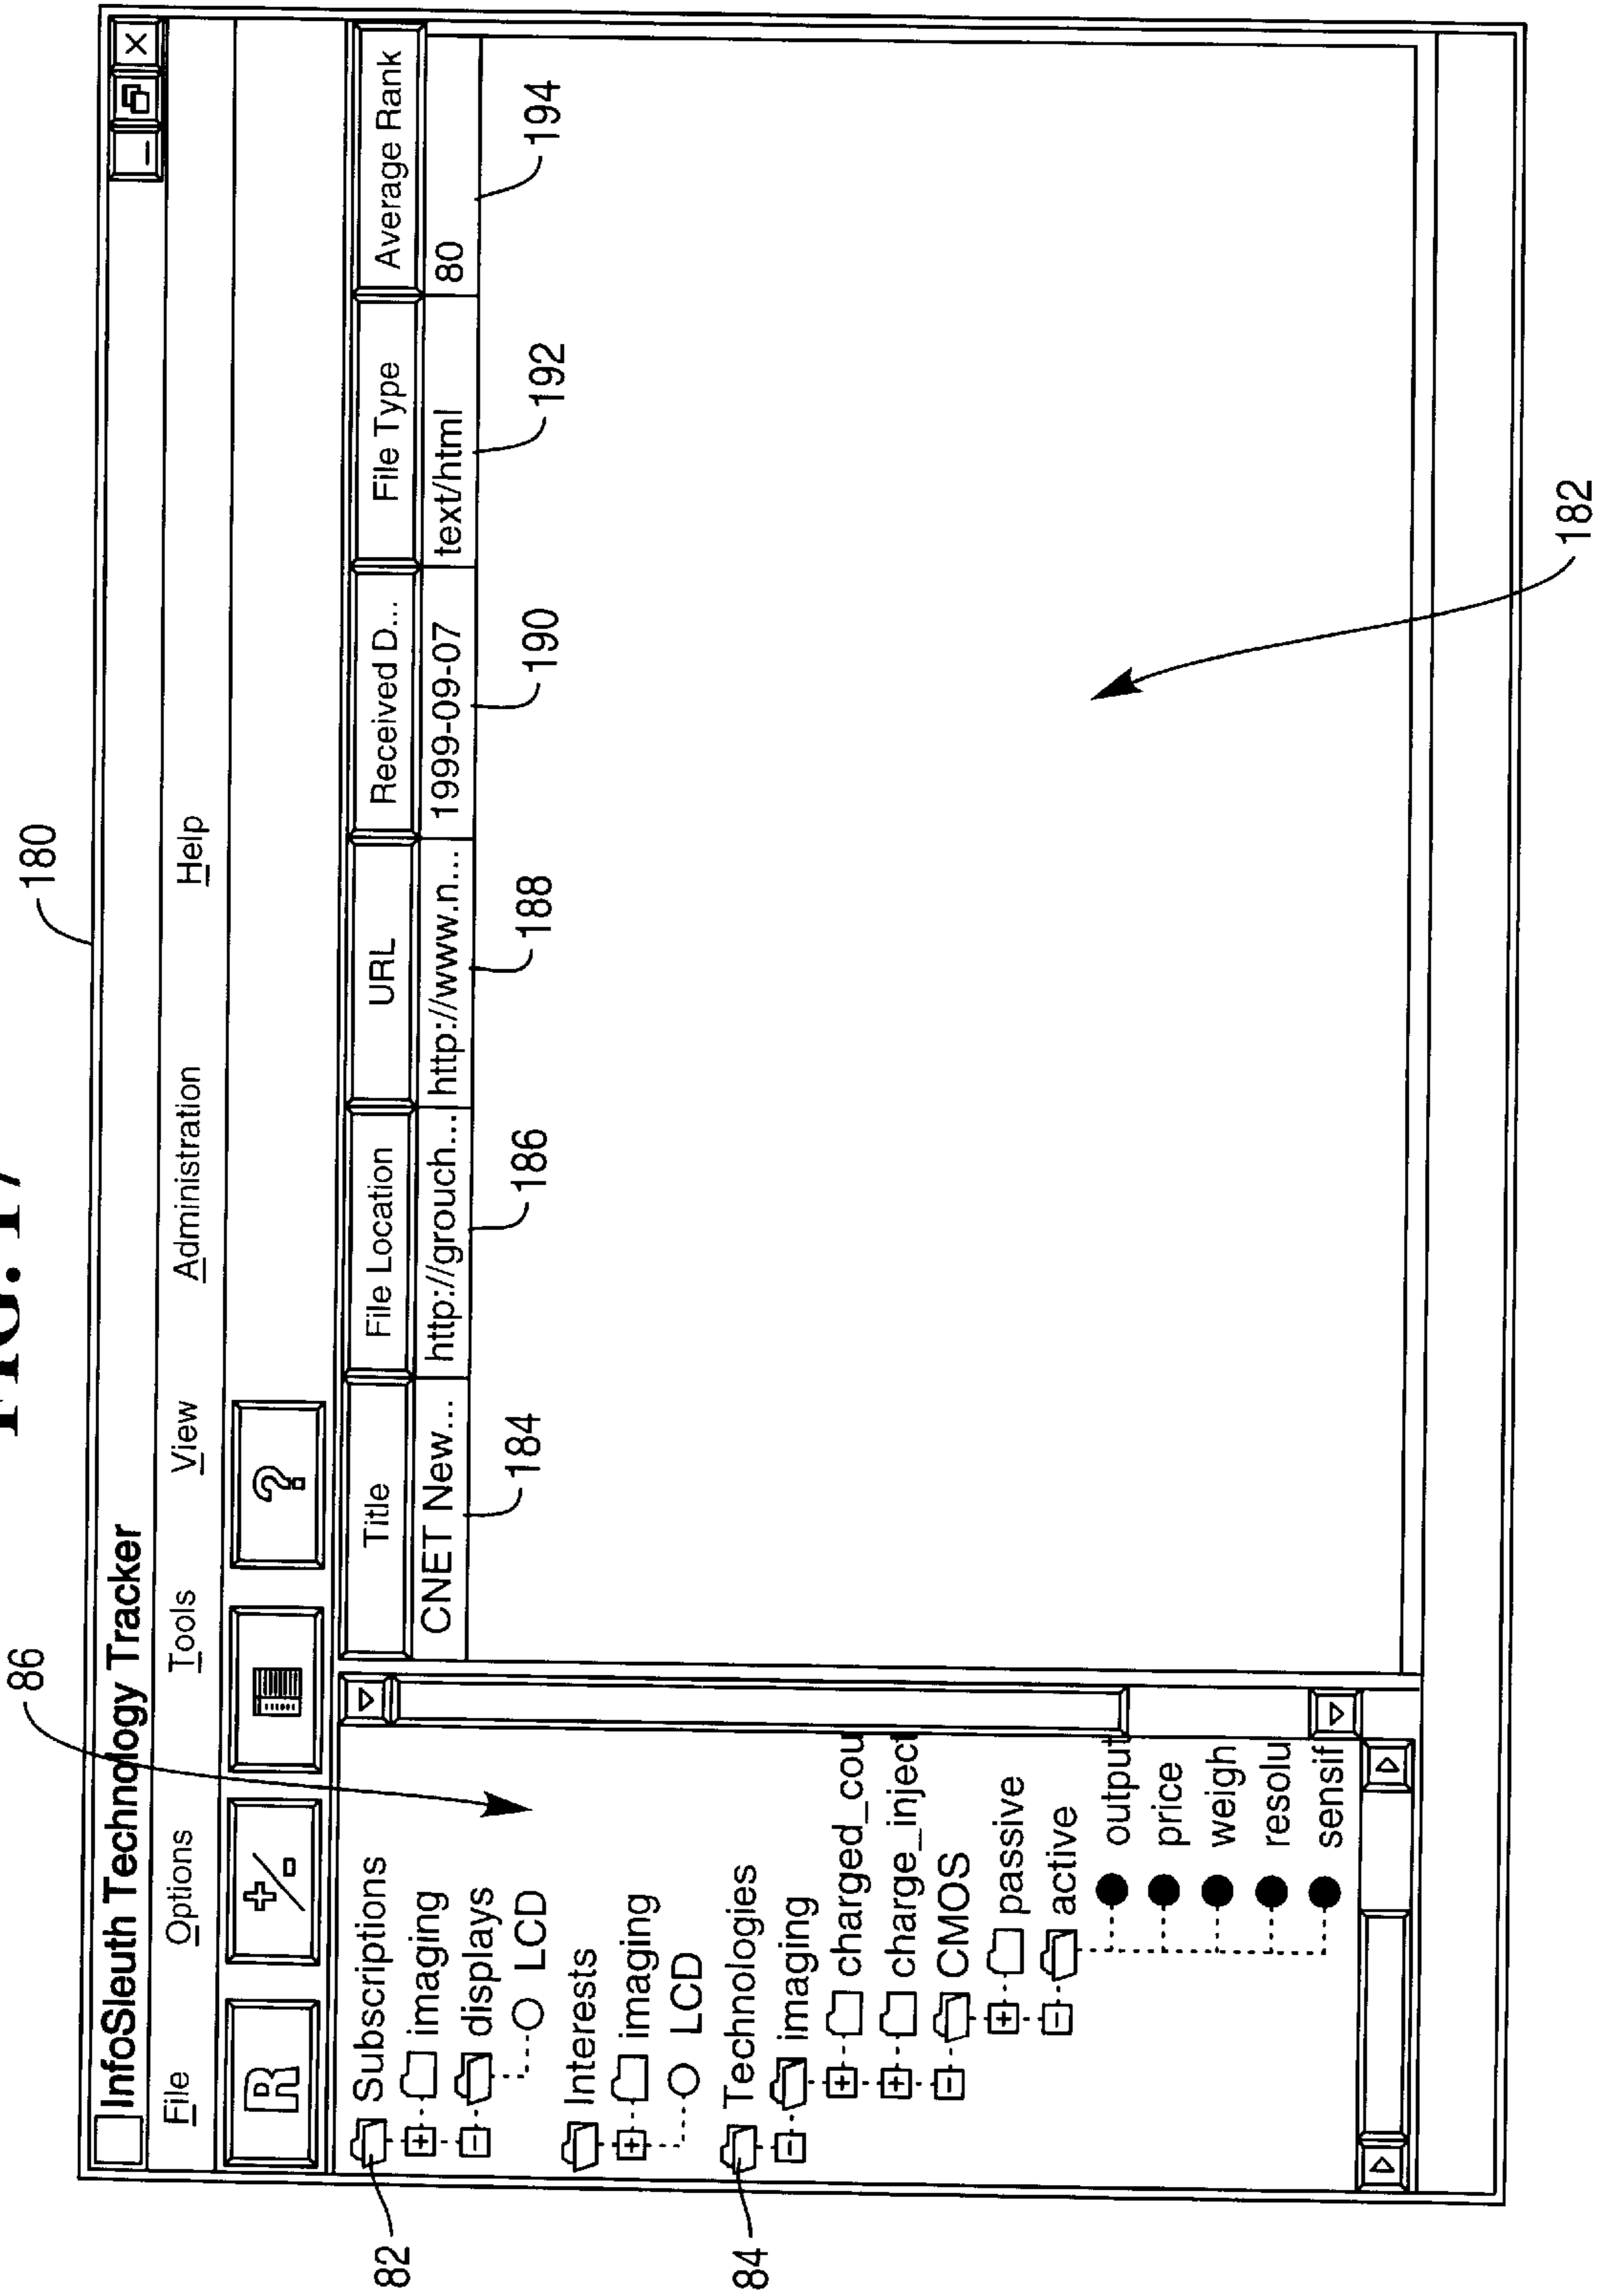 FIG. 17
180
86
InfoSleuth Technology Tracker
File Options Tools View Administration Help
R +/- ?
82
Subscriptions
imaging
displays
LCD
Interests
imaging
LCD
84
Technologies
imaging
charged_cou
charge_inject
CMOS
passive
active
output
price
weigh
resolu
sensif
Title File Location URL Received D... File Type Average Rank
CNET New... http://grouch... http://www.n... 1999-09-07 text/html 80
184 186 188 190 192 194
182